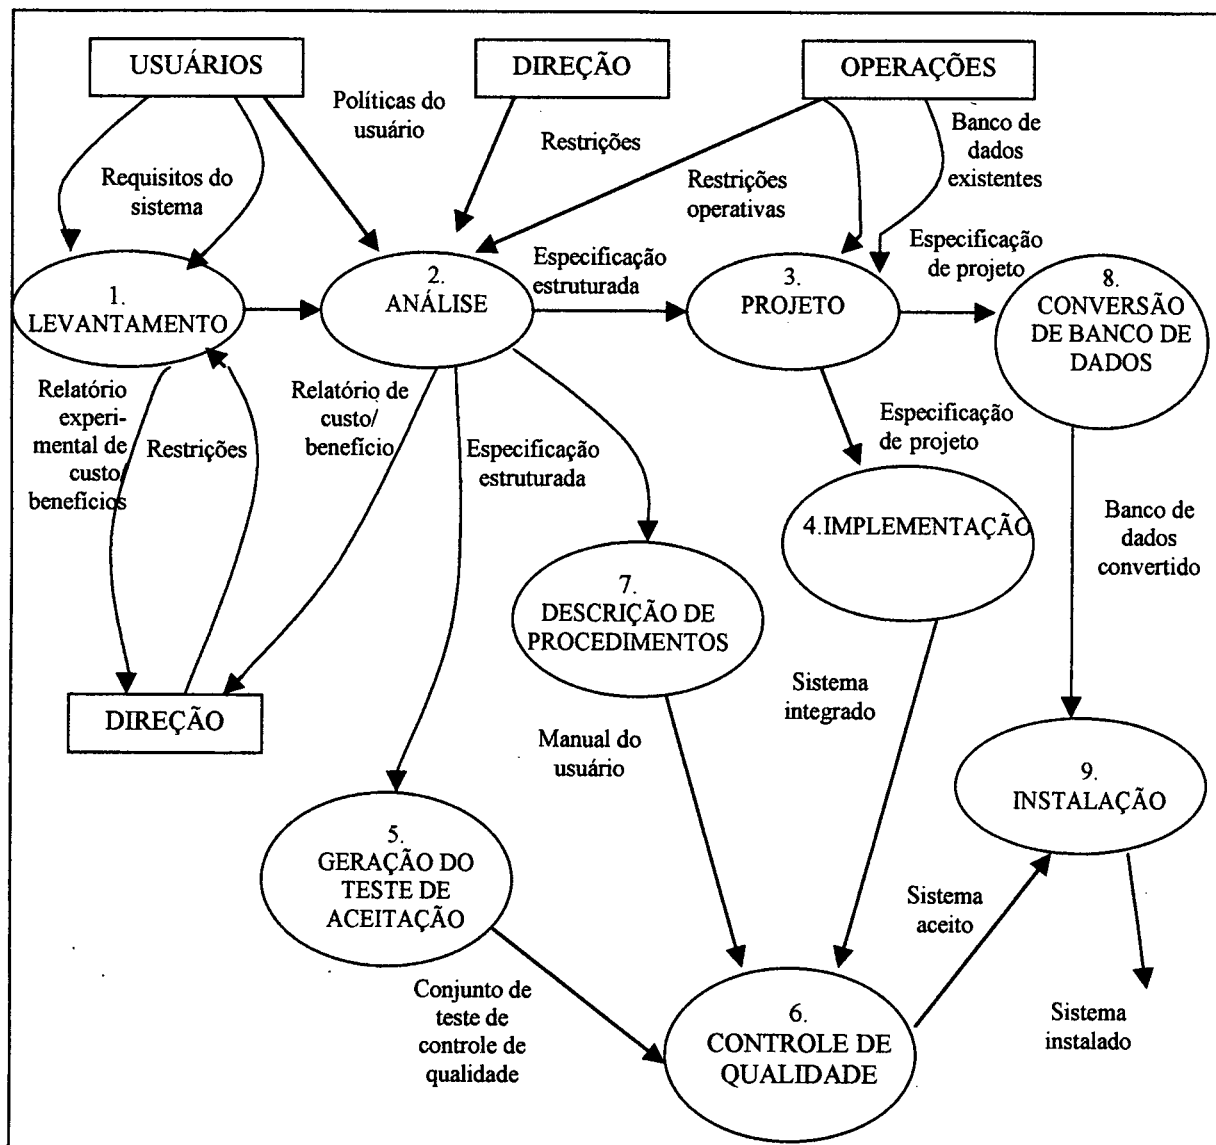 USUÁRIOS
DIREÇÃO
OPERAÇÕES
Políticas do
usuário
Restrições
Banco de
dados
existentes
Requisitos do
sistema
Restrições
operativas
Especificação
estruturada
Especificação
de projeto
1.
LEVANTAMENTO
2.
ANÁLISE
3.
PROJETO
8.
CONVERSÃO
DE BANCO DE
DADOS
Relatório
experi-
mental de
custo/
benefícios
Restrições
Relatório de
custo/
benefício
Especificação
estruturada
Especificação
de projeto
4.IMPLEMENTAÇÃO
Banco de
dados
convertido
7.
DESCRIÇÃO DE
PROCEDIMENTOS
DIREÇÃO
Manual do
usuário
Sistema
integrado
9.
INSTALAÇÃO
5.
GERAÇÃO DO
TESTE DE
ACEITAÇÃO
Sistema
aceito
Conjunto de
teste de
controle de
qualidade
6.
CONTROLE DE
QUALIDADE
Sistema
instalado